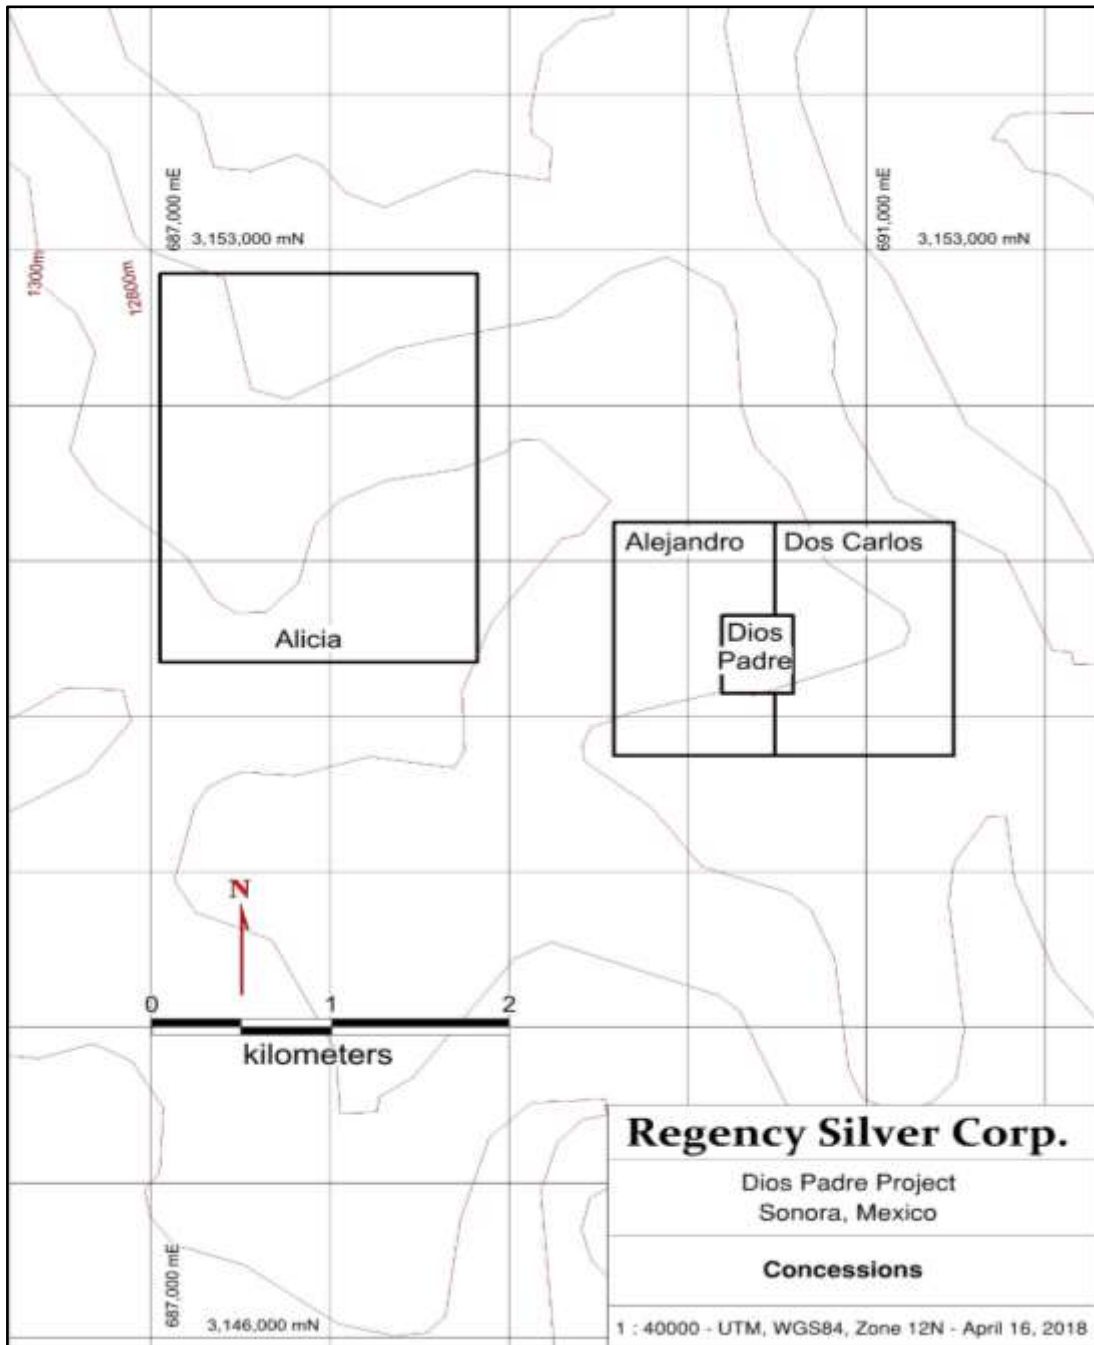 687,000 mE
691,000 mE
3,153,000 mN
3,153,000 mN
1300m
12800m
Alejandro
Dos Carlos
Dios
Padre
Alicia
N
0 1 2
kilometers
687,000 mE
3,146,000 mN
Regency Silver Corp.
Dios Padre Project
Sonora, Mexico
Concessions
1 : 40000 - UTM, WGS84, Zone 12N - April 16, 2018